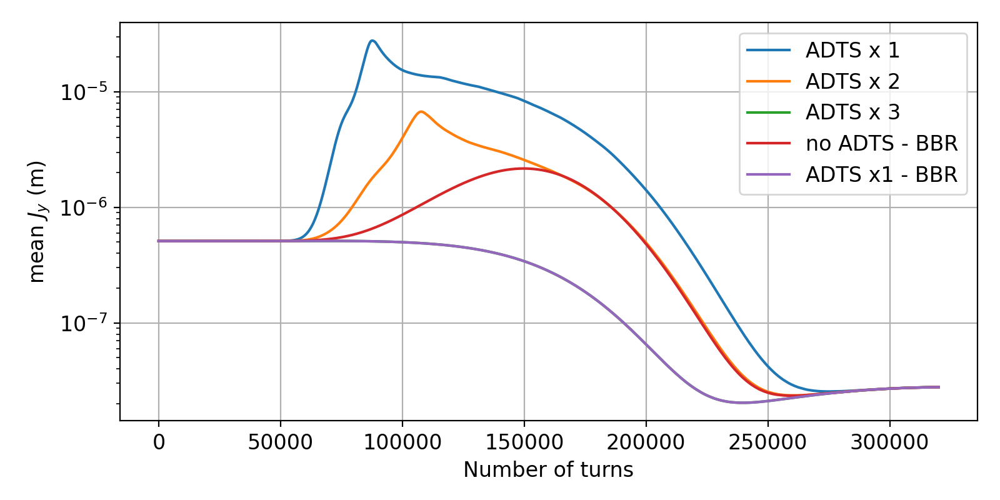 mean J_y (m)
10^{-5}
10^{-6}
10^{-7}
0 50000 100000 150000 200000 250000 300000
Number of turns
ADTS x 1
ADTS x 2
ADTS x 3
no ADTS - BBR
ADTS x1 - BBR